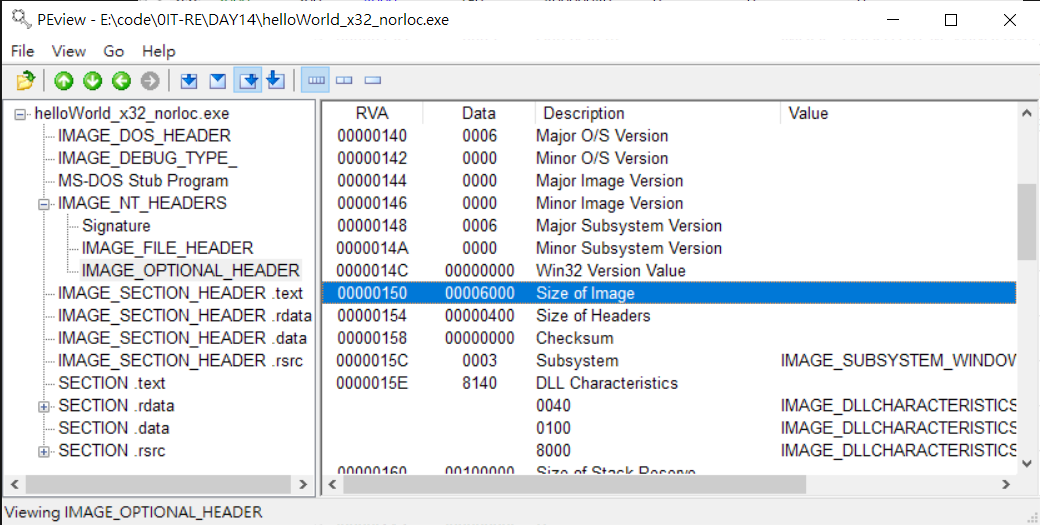 PEview - E:\code\0IT-RE\DAY14\helloWorld_x32_norloc.exe
File View Go Help
helloWorld_x32_norloc.exe
IMAGE_DOS_HEADER
IMAGE_DEBUG_TYPE_
MS-DOS Stub Program
IMAGE_NT_HEADERS
Signature
IMAGE_FILE_HEADER
IMAGE_OPTIONAL_HEADER
IMAGE_SECTION_HEADER .text
IMAGE_SECTION_HEADER .rdata
IMAGE_SECTION_HEADER .data
IMAGE_SECTION_HEADER .rsrc
SECTION .text
SECTION .rdata
SECTION .data
SECTION .rsrc
RVA Data Description Value
00000140 0006 Major O/S Version
00000142 0000 Minor O/S Version
00000144 0000 Major Image Version
00000146 0000 Minor Image Version
00000148 0006 Major Subsystem Version
0000014A 0000 Minor Subsystem Version
0000014C 00000000 Win32 Version Value
00000150 00006000 Size of Image
00000154 00000400 Size of Headers
00000158 00000000 Checksum
0000015C 0003 Subsystem IMAGE_SUBSYSTEM_WINDOW
0000015E 8140 DLL Characteristics
0040 IMAGE_DLLCHARACTERISTICS
0100 IMAGE_DLLCHARACTERISTICS
8000 IMAGE_DLLCHARACTERISTICS
00000160 00100000 Size of Stack Reserve
Viewing IMAGE_OPTIONAL_HEADER